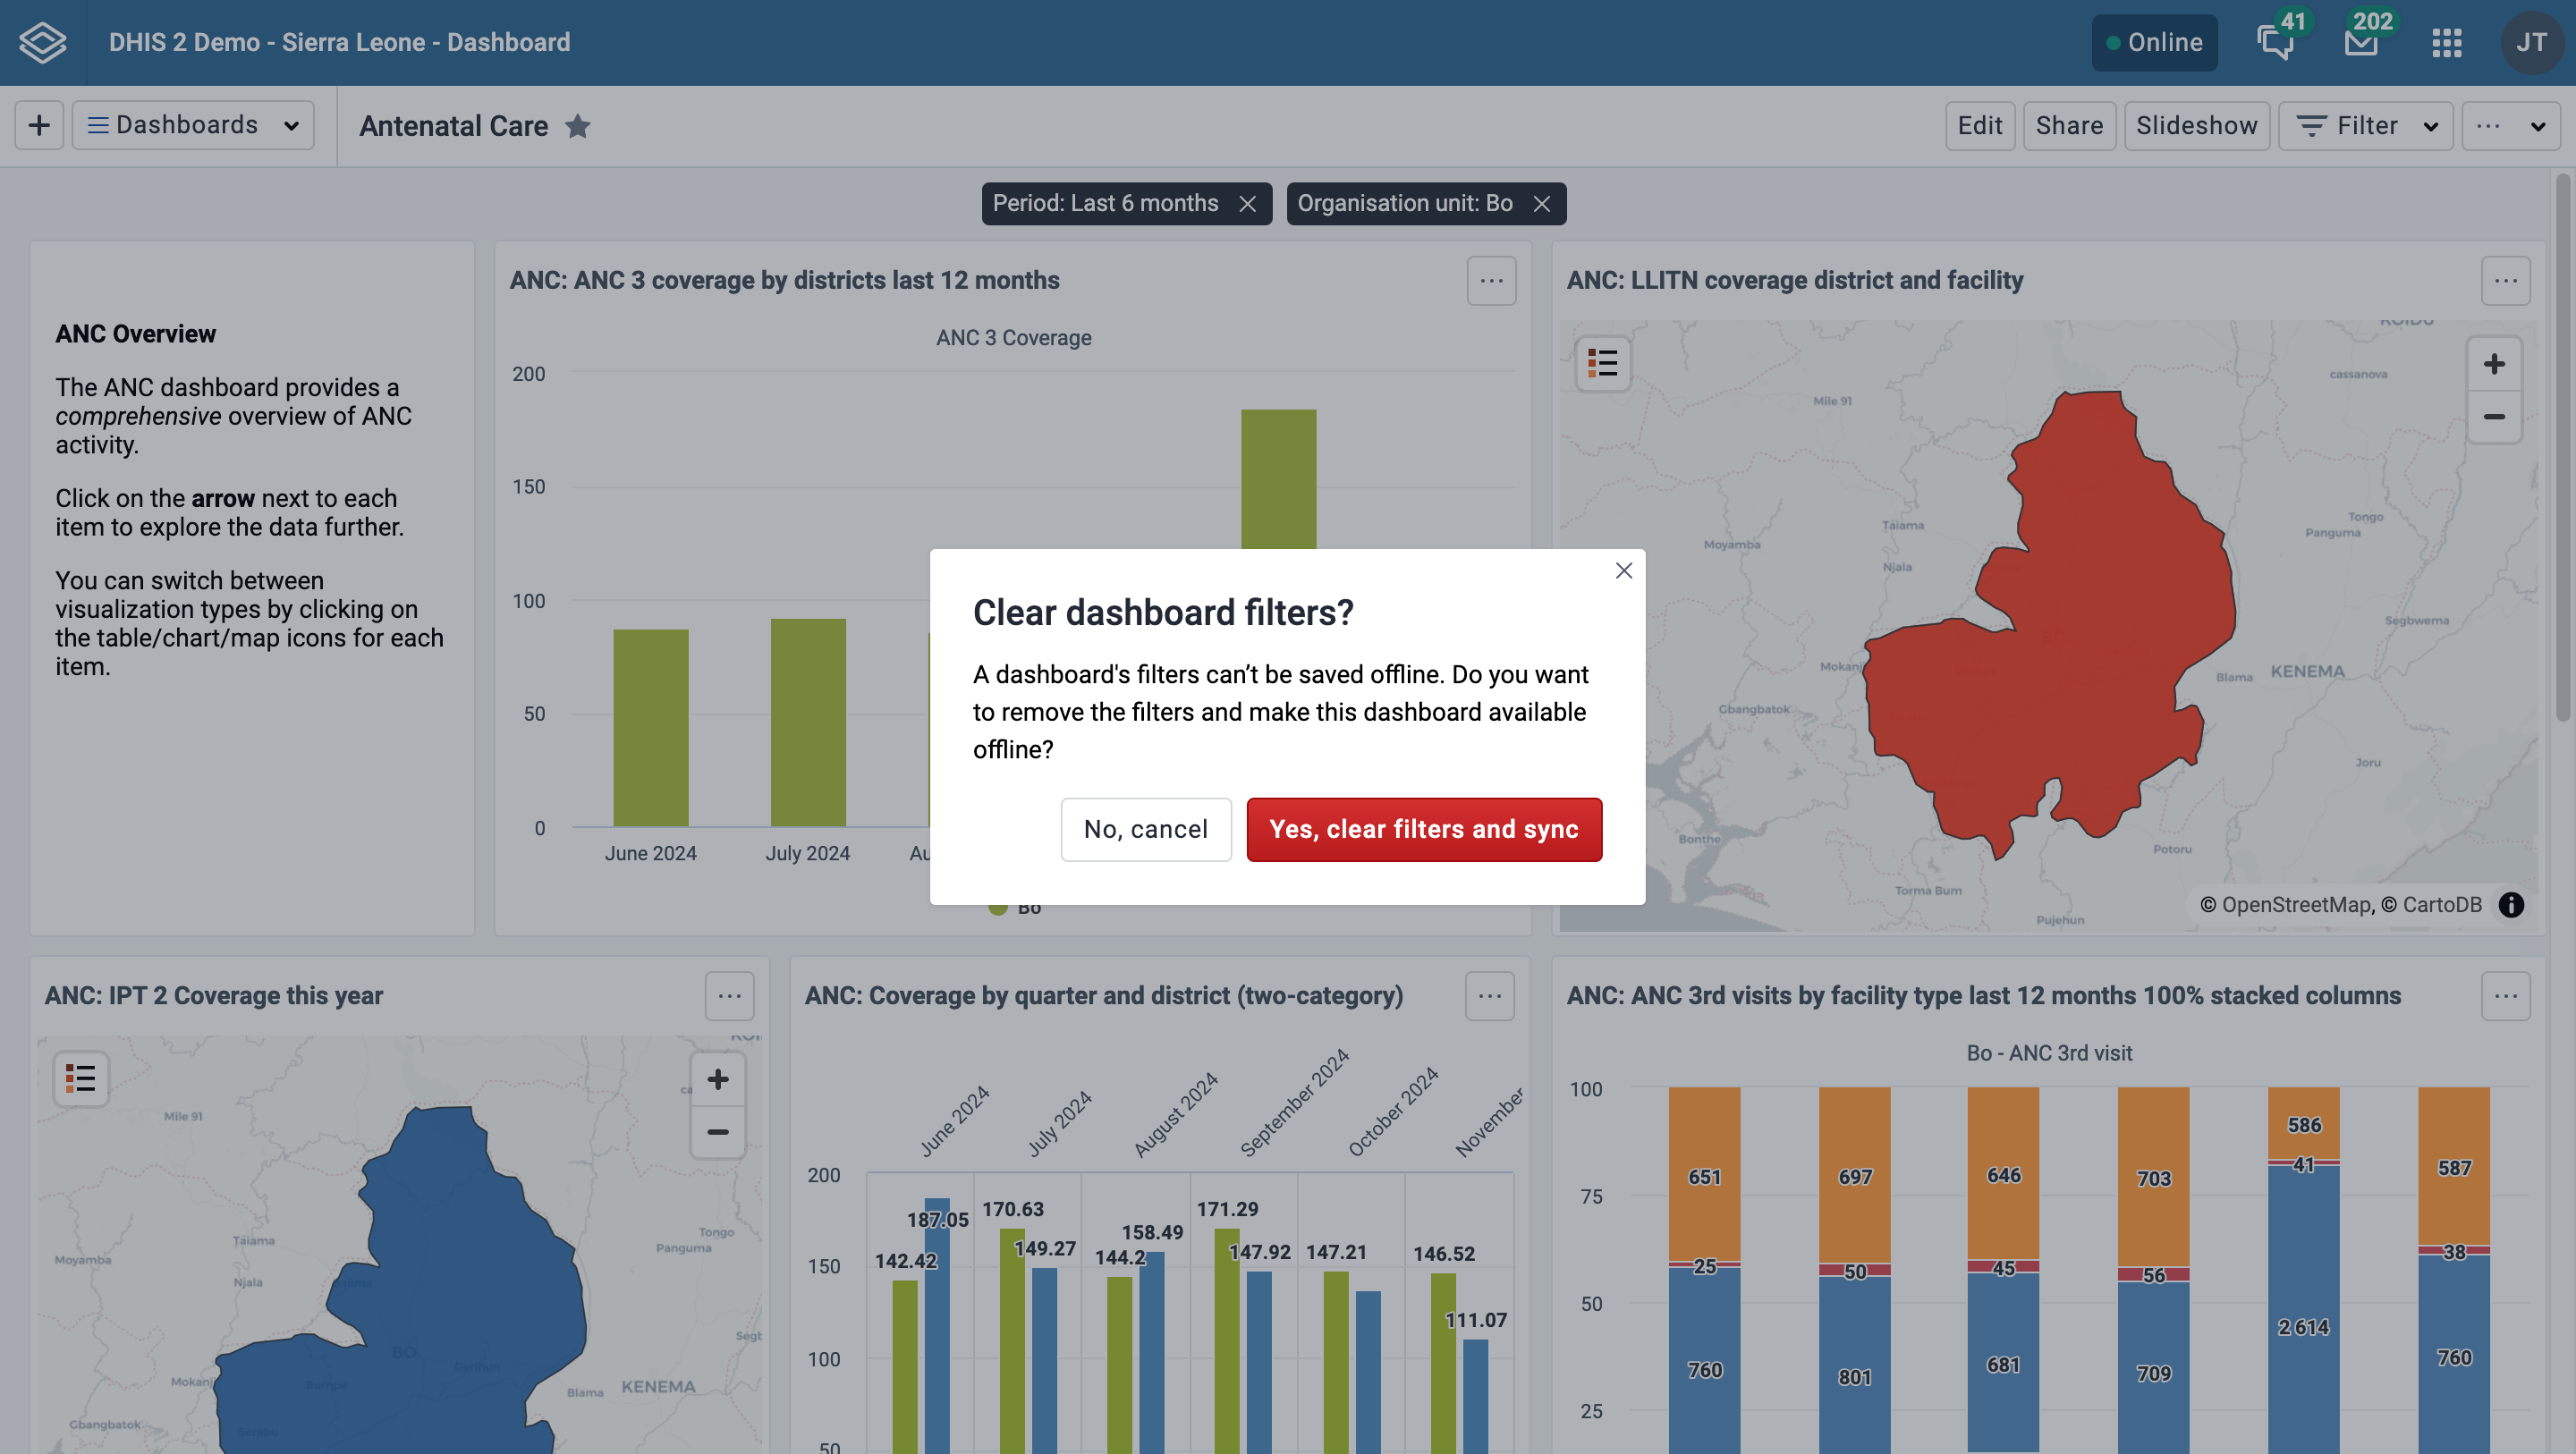 DHIS 2 Demo - Sierra Leone - Dashboard
Online
41
202
JT
Dashboards
Antenatal Care
Edit
Share
Slideshow
Filter
Period: Last 6 months
Organisation unit: Bo
ANC Overview
The ANC dashboard provides a
comprehensive overview of ANC
activity.
Click on the arrow next to each
item to explore the data further.
You can switch between
visualization types by clicking on
the table/chart/map icons for each
item.
ANC: ANC 3 coverage by districts last 12 months
ANC 3 Coverage
200
150
100
50
0
June 2024
July 2024
Au
Bo
ANC: LLITN coverage district and facility
cassanova
Mile 91
Taiama
Tongo
Panguma
Moyamba
Njala
Segbwema
Mokanji
Blama
KENEMA
Gbangbatok
Joru
Bonthe
Potoru
Torma Bum
Pujehun
© OpenStreetMap, © CartoDB
Clear dashboard filters?
A dashboard's filters can’t be saved offline. Do you want
to remove the filters and make this dashboard available
offline?
No, cancel
Yes, clear filters and sync
ANC: IPT 2 Coverage this year
Mile 91
Taiama
Tongo
Panguma
Moyamba
Njala
Segb
BO
Mokanji
Bumpe
Blama
KENEMA
Gbangbatok
Serabu
ANC: Coverage by quarter and district (two-category)
June 2024
July 2024
August 2024
September 2024
October 2024
November
200
150
100
50
142.42
187.05
170.63
149.27
144.2
158.49
171.29
147.92
147.21
146.52
111.07
ANC: ANC 3rd visits by facility type last 12 months 100% stacked columns
Bo - ANC 3rd visit
100
75
50
25
651
697
646
703
586
587
25
50
45
56
41
38
760
801
681
709
2 614
760